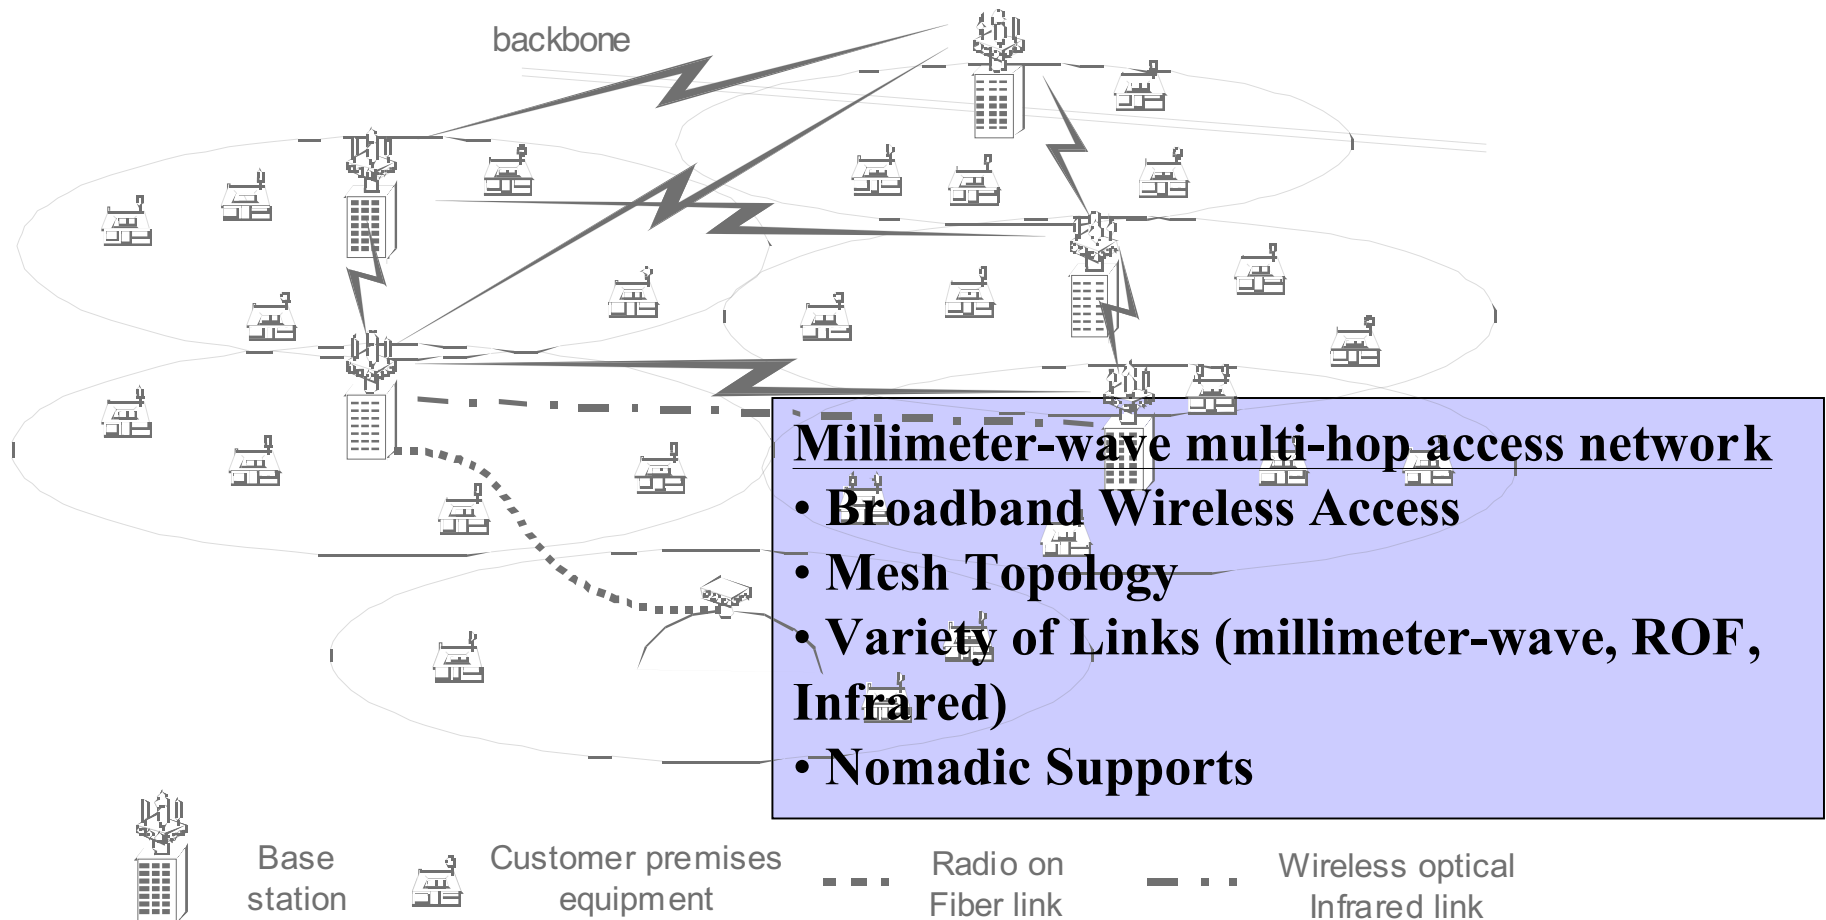 backbone
Millimeter-wave multi-hop access network
• Broadband Wireless Access
• Mesh Topology
• Variety of Links (millimeter-wave, ROF,
Infrared)
• Nomadic Supports
Base
station
Customer premises
equipment
Radio on
Fiber link
Wireless optical
Infrared link